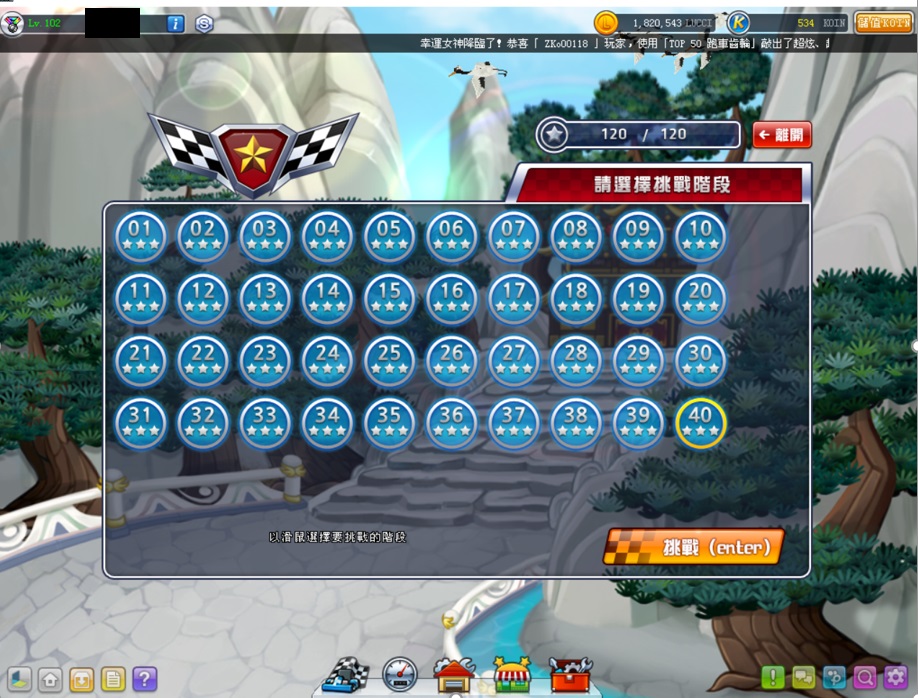 Lv.102
1,820,543 LUCCI
534 KOIN
儲值KOIN
幸運女神降臨了! 恭喜「 ZKo00118 」玩家，使用「TOP 50 跑車齒輪」敲出了超炫、
120 / 120
離開
請選擇挑戰階段
01 02 03 04 05 06 07 08 09 10
11 12 13 14 15 16 17 18 19 20
21 22 23 24 25 26 27 28 29 30
31 32 33 34 35 36 37 38 39 40
以滑鼠選擇要挑戰的階段
挑戰 (enter)